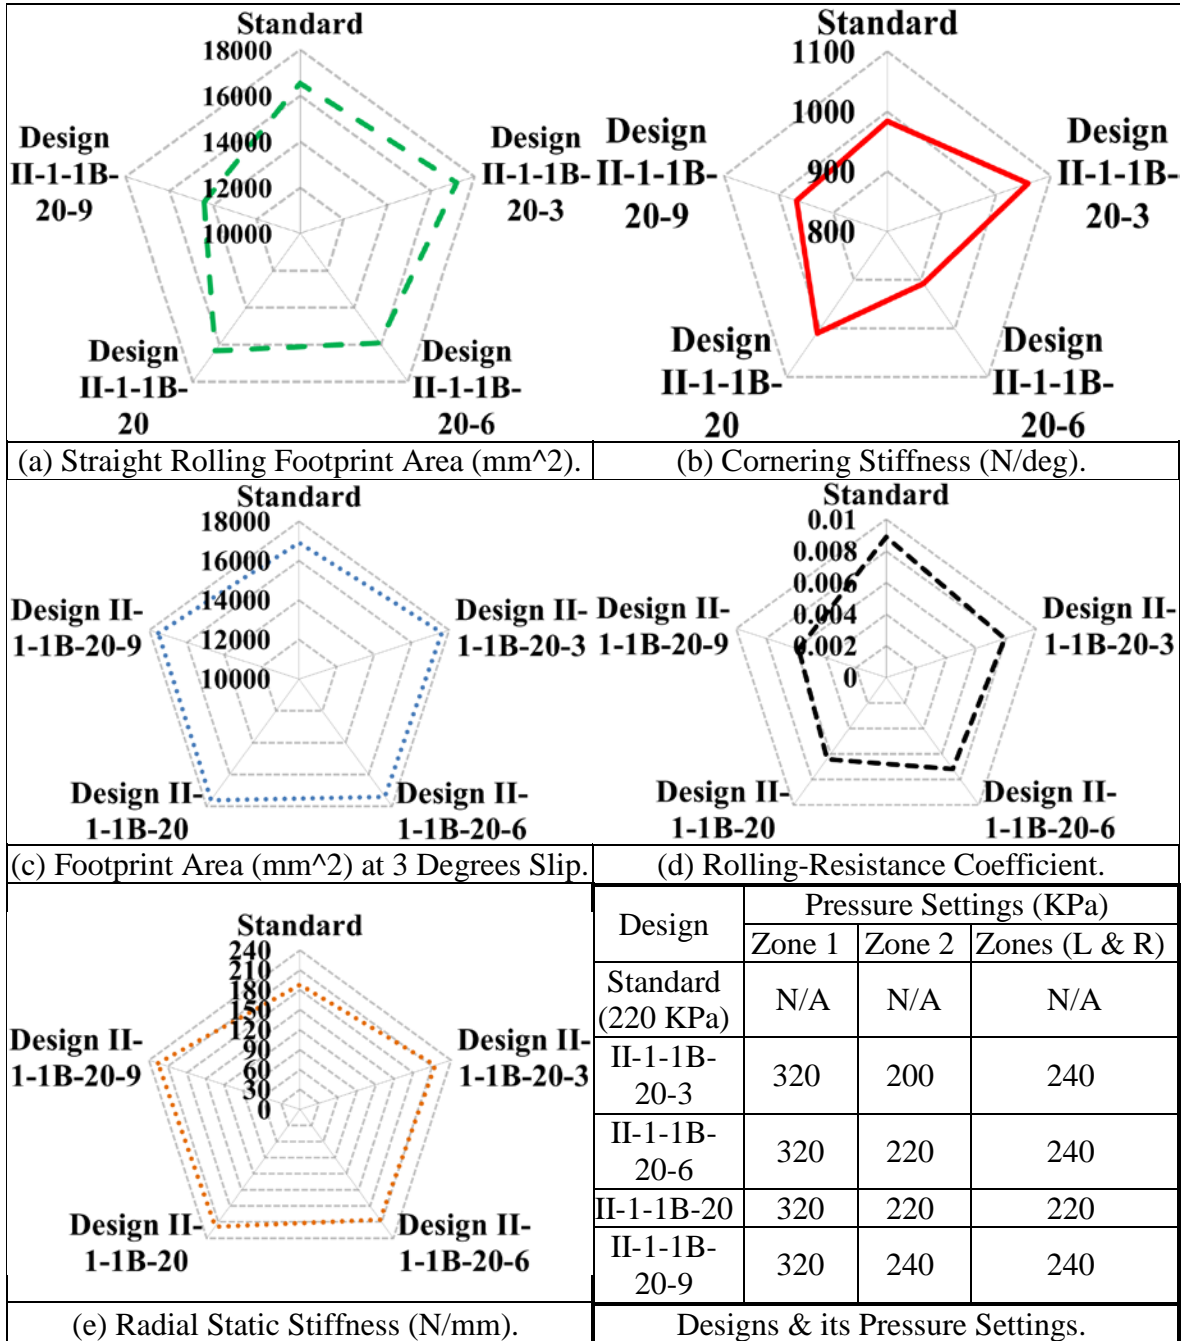 Standard
18000
16000
14000
12000
10000
Design
II-1-1B-
20-9
Design
II-1-1B-
20-3
Design
II-1-1B-
20
Design
II-1-1B-
20-6
(a) Straight Rolling Footprint Area (mm^2).
Standard
1100
1000
900
800
Design
II-1-1B-
20-9
Design
II-1-1B-
20-3
Design
II-1-1B-
20
Design
II-1-1B-
20-6
(b) Cornering Stiffness (N/deg).
Standard
18000
16000
14000
12000
10000
Design II-
1-1B-20-9
Design II-
1-1B-20-3
Design II-
1-1B-20
Design II-
1-1B-20-6
(c) Footprint Area (mm^2) at 3 Degrees Slip.
Standard
0.01
0.008
0.006
0.004
0.002
0
Design II-
1-1B-20-9
Design II-
1-1B-20-3
Design II-
1-1B-20
Design II-
1-1B-20-6
(d) Rolling-Resistance Coefficient.
Standard
240
210
180
150
120
90
60
30
0
Design II-
1-1B-20-9
Design II-
1-1B-20-3
Design II-
1-1B-20
Design II-
1-1B-20-6
(e) Radial Static Stiffness (N/mm).
Design
Pressure Settings (KPa)
Zone 1 Zone 2 Zones (L & R)
Standard
(220 KPa)
N/A N/A N/A
II-1-1B-
20-3
320 200 240
II-1-1B-
20-6
320 220 240
II-1-1B-20 320 220 220
II-1-1B-
20-9
320 240 240
Designs & its Pressure Settings.